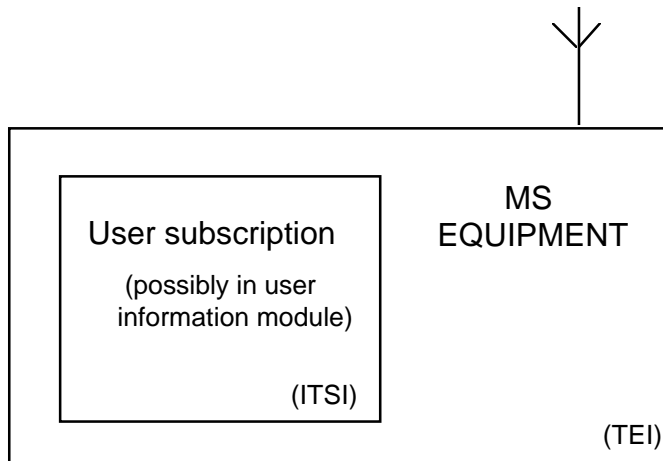 User subscription
(possibly in user
information module)
(ITSI)
MS
EQUIPMENT
(TEI)